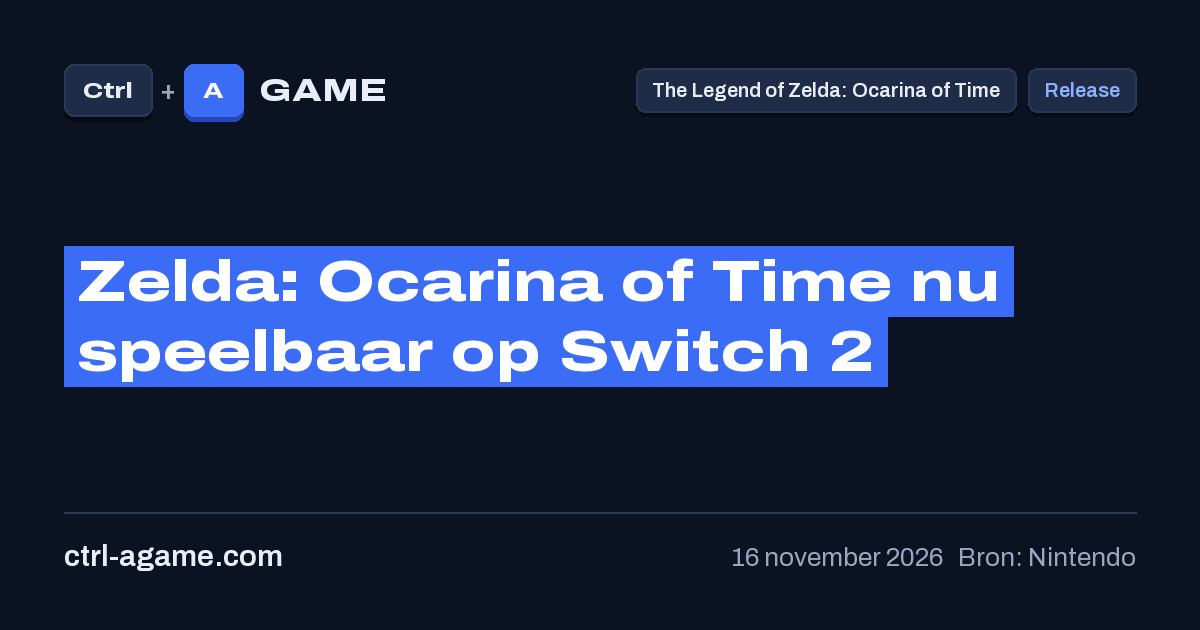 Ctrl + A GAME
The Legend of Zelda: Ocarina of Time
Release
Zelda: Ocarina of Time nu
speelbaar op Switch 2
ctrl-agame.com
16 november 2026 Bron: Nintendo